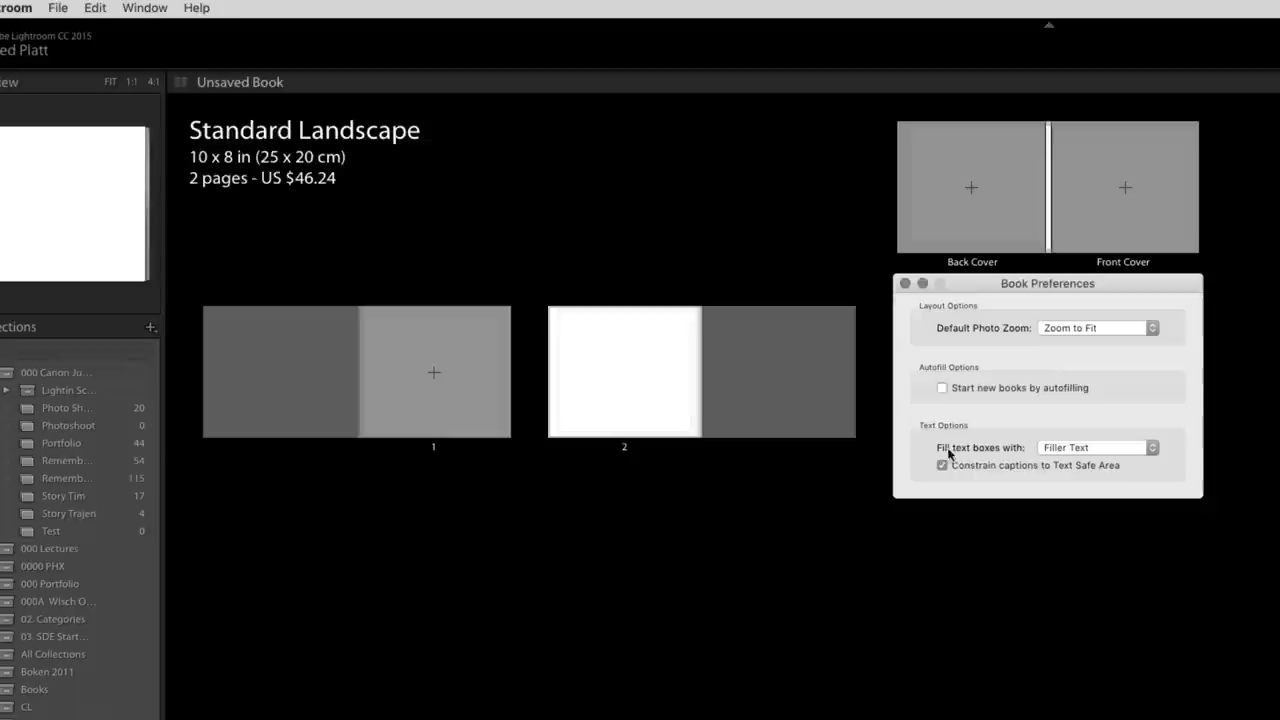 room File Edit Window Help
be Lightroom CC 2015
ed Platt
ew FIT 1:1 4:1
Unsaved Book
Standard Landscape
10 x 8 in (25 x 20 cm)
2 pages - US $46.24
Back Cover
Front Cover
Book Preferences
Layout Options
Default Photo Zoom: Zoom to Fit
Autofill Options
Start new books by autofilling
Text Options
Fill text boxes with: Filler Text
Constrain captions to Text Safe Area
1
2
ections
000 Canon Ju...
Lightin Sc...
Photo Sh... 20
Photoshoot 0
Portfolio 44
Rememb... 54
Rememb... 115
Story Tim 17
Story Trajen 4
Test 0
000 Lectures
0000 PHX
000 Portfolio
000A Wisch O...
02. Categories
03. SDE Start...
All Collections
Boken 2011
Books
CL